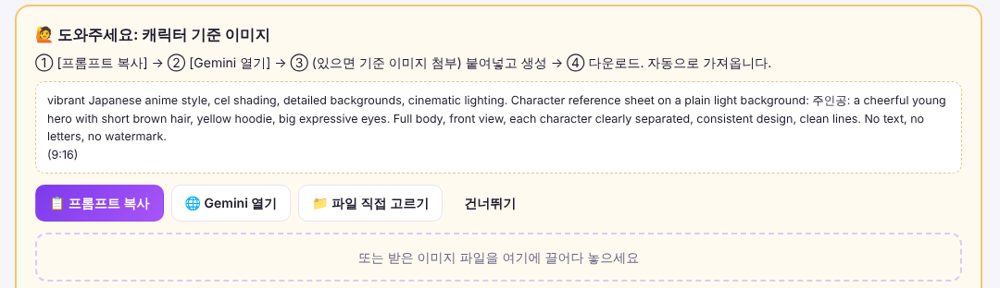 🙋 도와주세요: 캐릭터 기준 이미지
① [프롬프트 복사] → ② [Gemini 열기] → ③ (있으면 기준 이미지 첨부) 붙여넣고 생성 → ④ 다운로드. 자동으로 가져옵니다.
vibrant Japanese anime style, cel shading, detailed backgrounds, cinematic lighting. Character reference sheet on a plain light background: 주인공: a cheerful young
hero with short brown hair, yellow hoodie, big expressive eyes. Full body, front view, each character clearly separated, consistent design, clean lines. No text, no
letters, no watermark.
(9:16)
📋 프롬프트 복사 🌐 Gemini 열기 📁 파일 직접 고르기 건너뛰기
또는 받은 이미지 파일을 여기에 끌어다 놓으세요